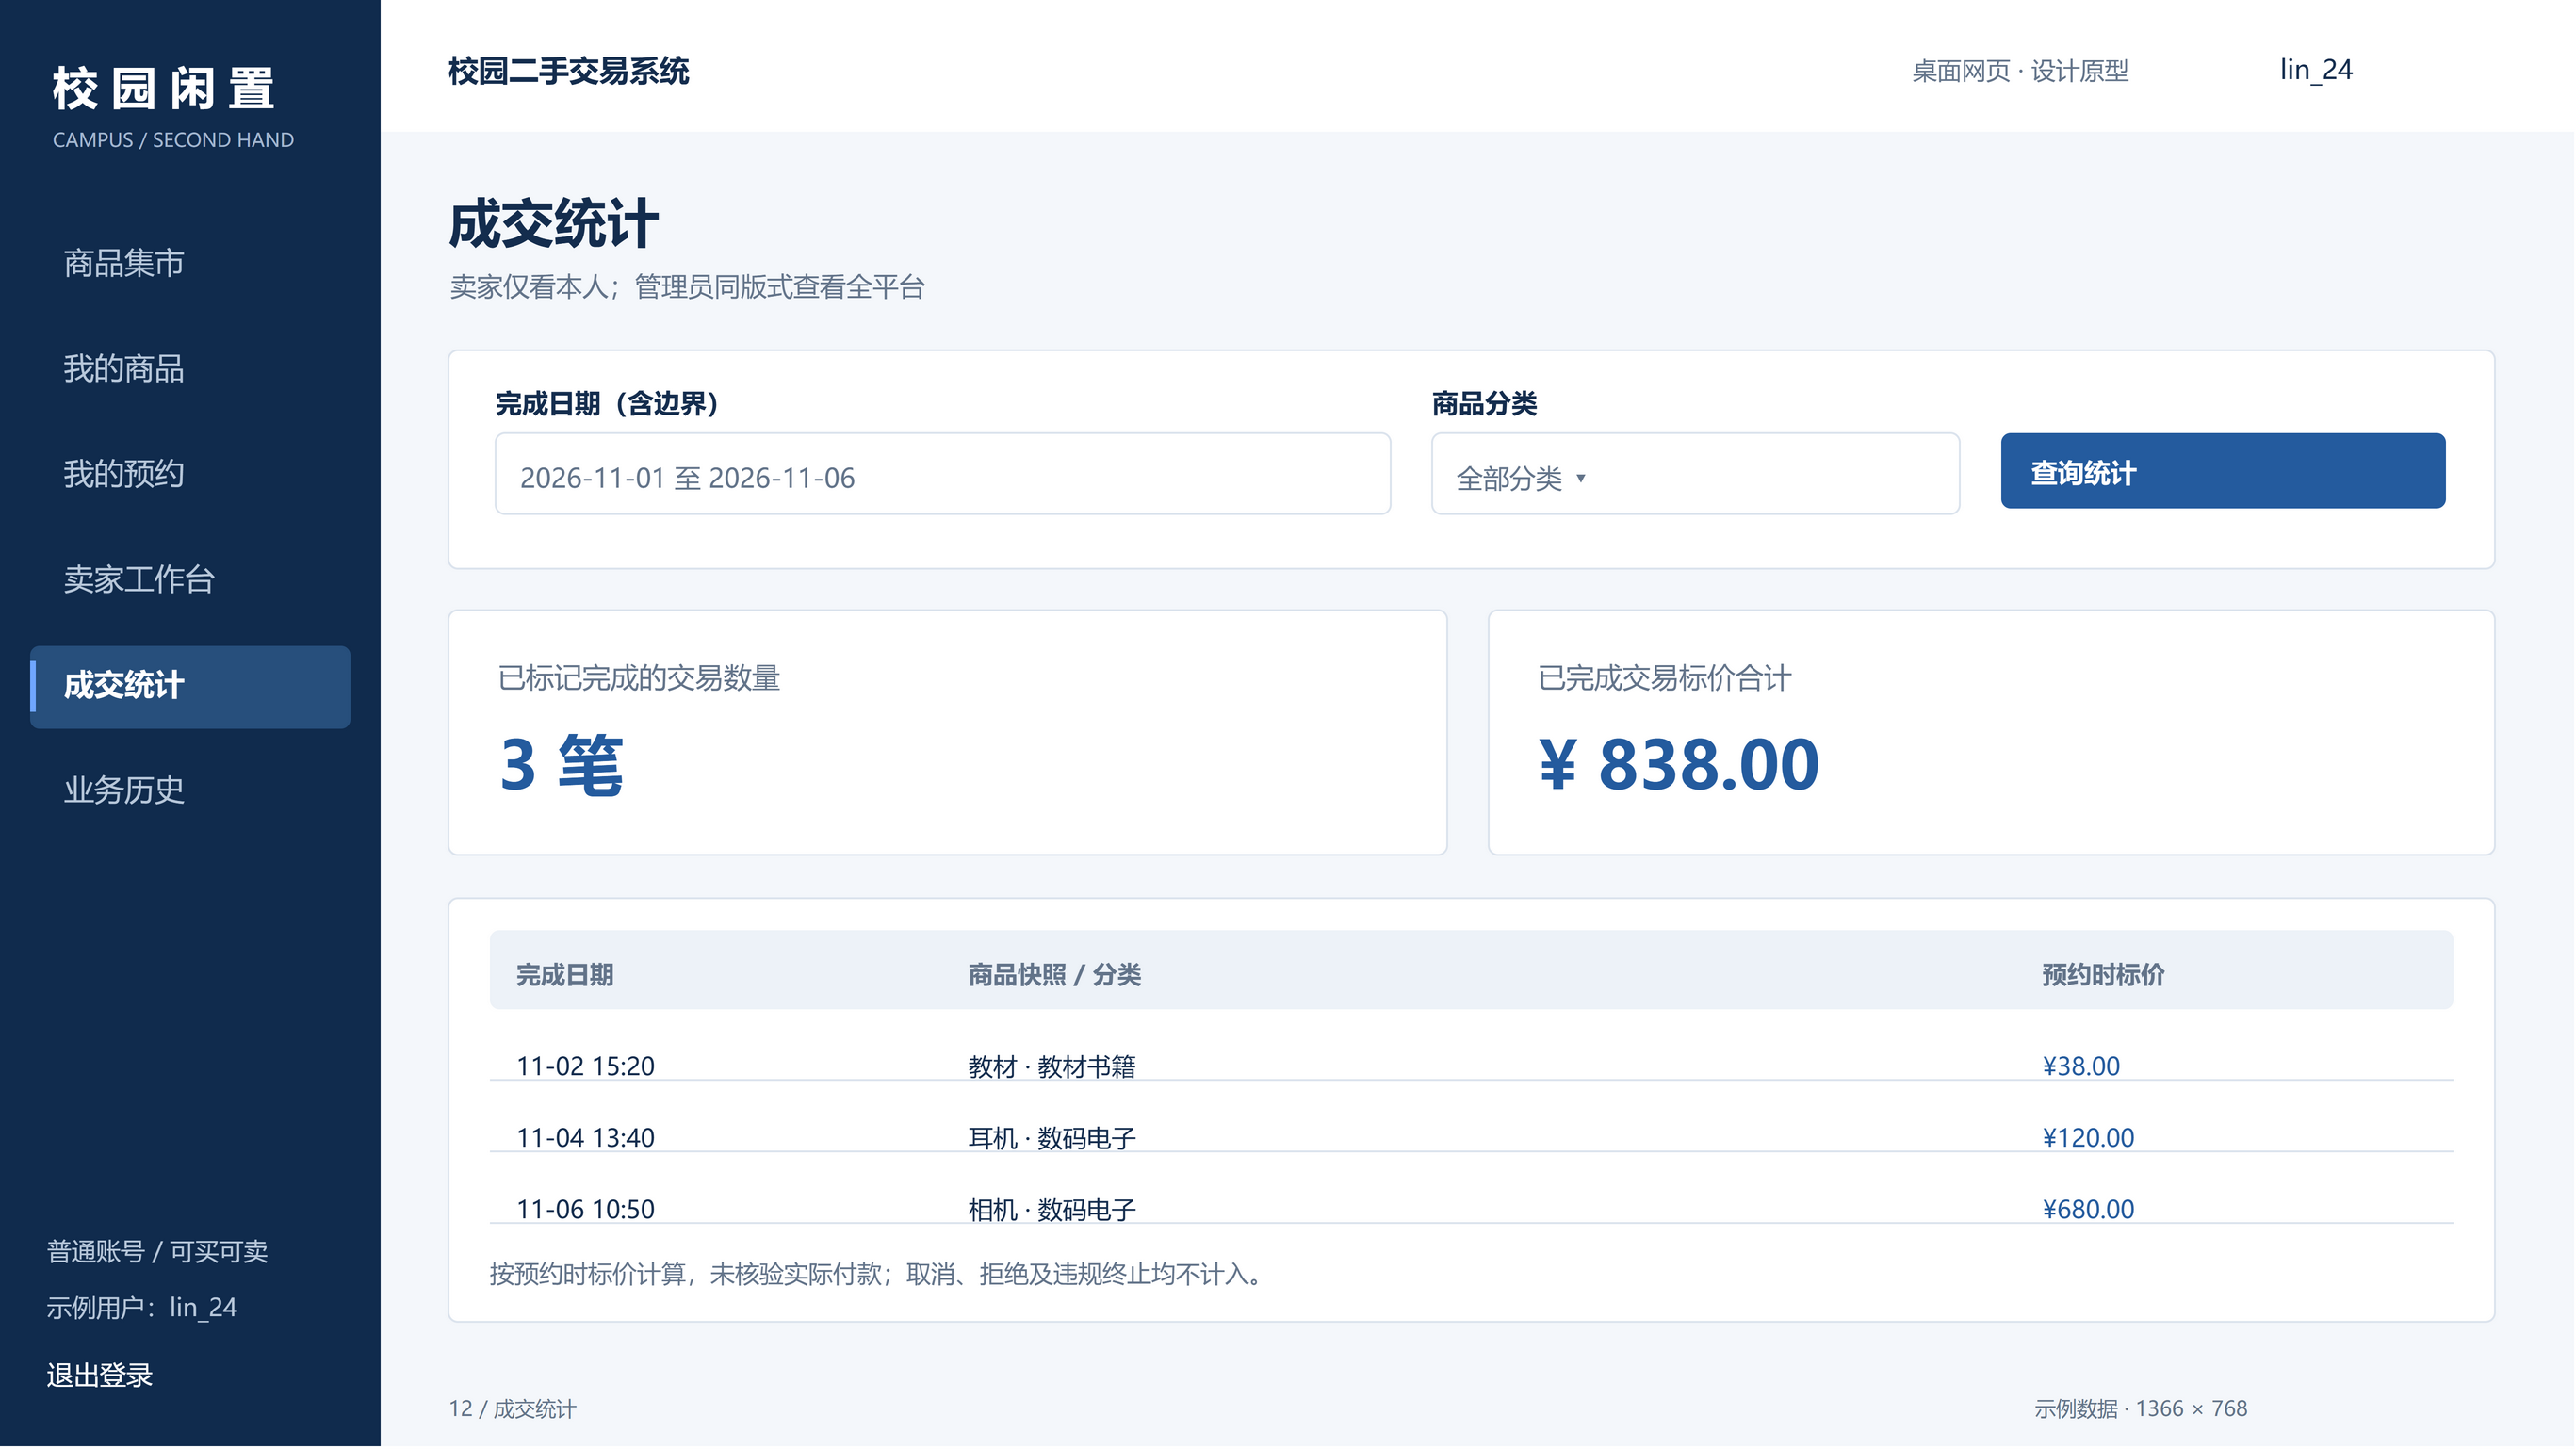 校园闲置
CAMPUS / SECOND HAND
商品集市
我的商品
我的预约
卖家工作台
成交统计
业务历史
普通账号 / 可买可卖
示例用户：lin_24
退出登录
校园二手交易系统
桌面网页 · 设计原型
lin_24
成交统计
卖家仅看本人；管理员同版式查看全平台
完成日期（含边界）
商品分类
2026-11-01 至 2026-11-06
全部分类 ▾
查询统计
已标记完成的交易数量
3 笔
已完成交易标价合计
¥ 838.00
完成日期 商品快照 / 分类 预约时标价
11-02 15:20 教材 · 教材书籍 ¥38.00
11-04 13:40 耳机 · 数码电子 ¥120.00
11-06 10:50 相机 · 数码电子 ¥680.00
按预约时标价计算，未核验实际付款；取消、拒绝及违规终止均不计入。
12 / 成交统计
示例数据 · 1366 × 768